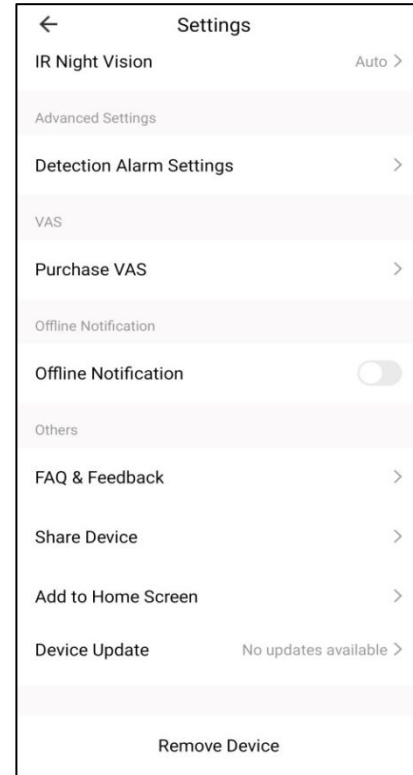 Settings
IR Night Vision Auto
Advanced Settings
Detection Alarm Settings
VAS
Purchase VAS
Offline Notification
Offline Notification
Others
FAQ & Feedback
Share Device
Add to Home Screen
Device Update No updates available
Remove Device